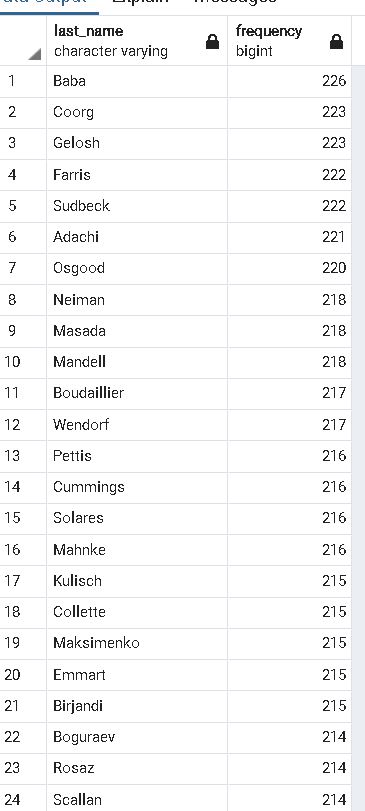 last_name frequency
character varying bigint
1 Baba 226
2 Coorg 223
3 Gelosh 223
4 Farris 222
5 Sudbeck 222
6 Adachi 221
7 Osgood 220
8 Neiman 218
9 Masada 218
10 Mandell 218
11 Boudaillier 217
12 Wendorf 217
13 Pettis 216
14 Cummings 216
15 Solares 216
16 Mahnke 216
17 Kulisch 215
18 Collette 215
19 Maksimenko 215
20 Emmart 215
21 Birjandi 215
22 Boguraev 214
23 Rosaz 214
24 Scallan 214